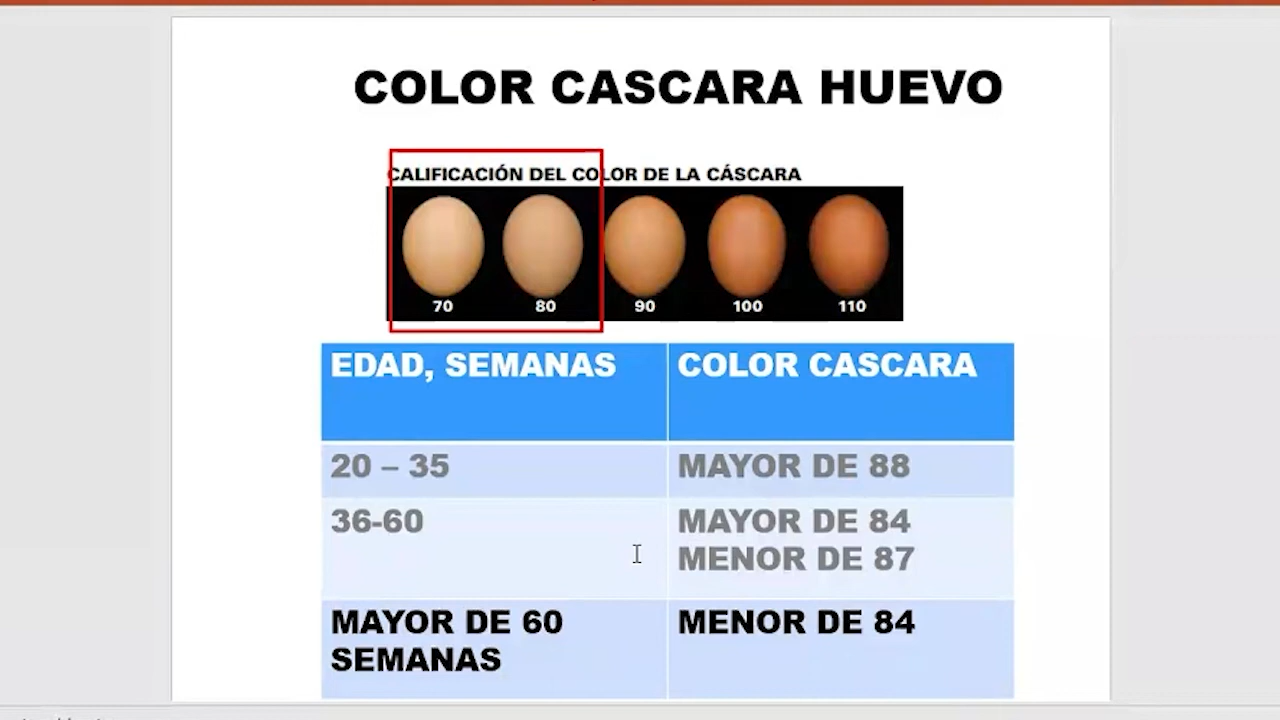 COLOR CASCARA HUEVO
CALIFICACIÓN DEL COLOR DE LA CÁSCARA
70 80 90 100 110
EDAD, SEMANAS COLOR CASCARA
20 – 35 MAYOR DE 88
36-60 MAYOR DE 84
MENOR DE 87
MAYOR DE 60 MENOR DE 84
SEMANAS